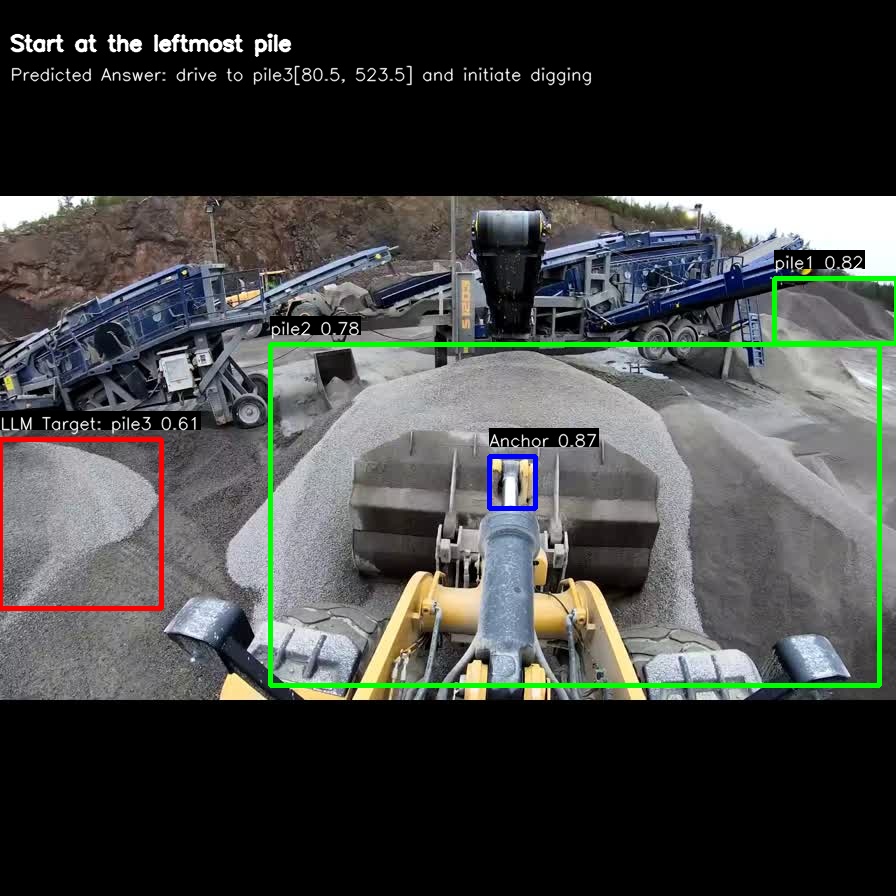 Start at the leftmost pile
Predicted Answer: drive to pile3[80.5, 523.5] and initiate digging
pile1 0.82
S1203
pile2 0.78
LLM Target: pile3 0.61
Anchor 0.87